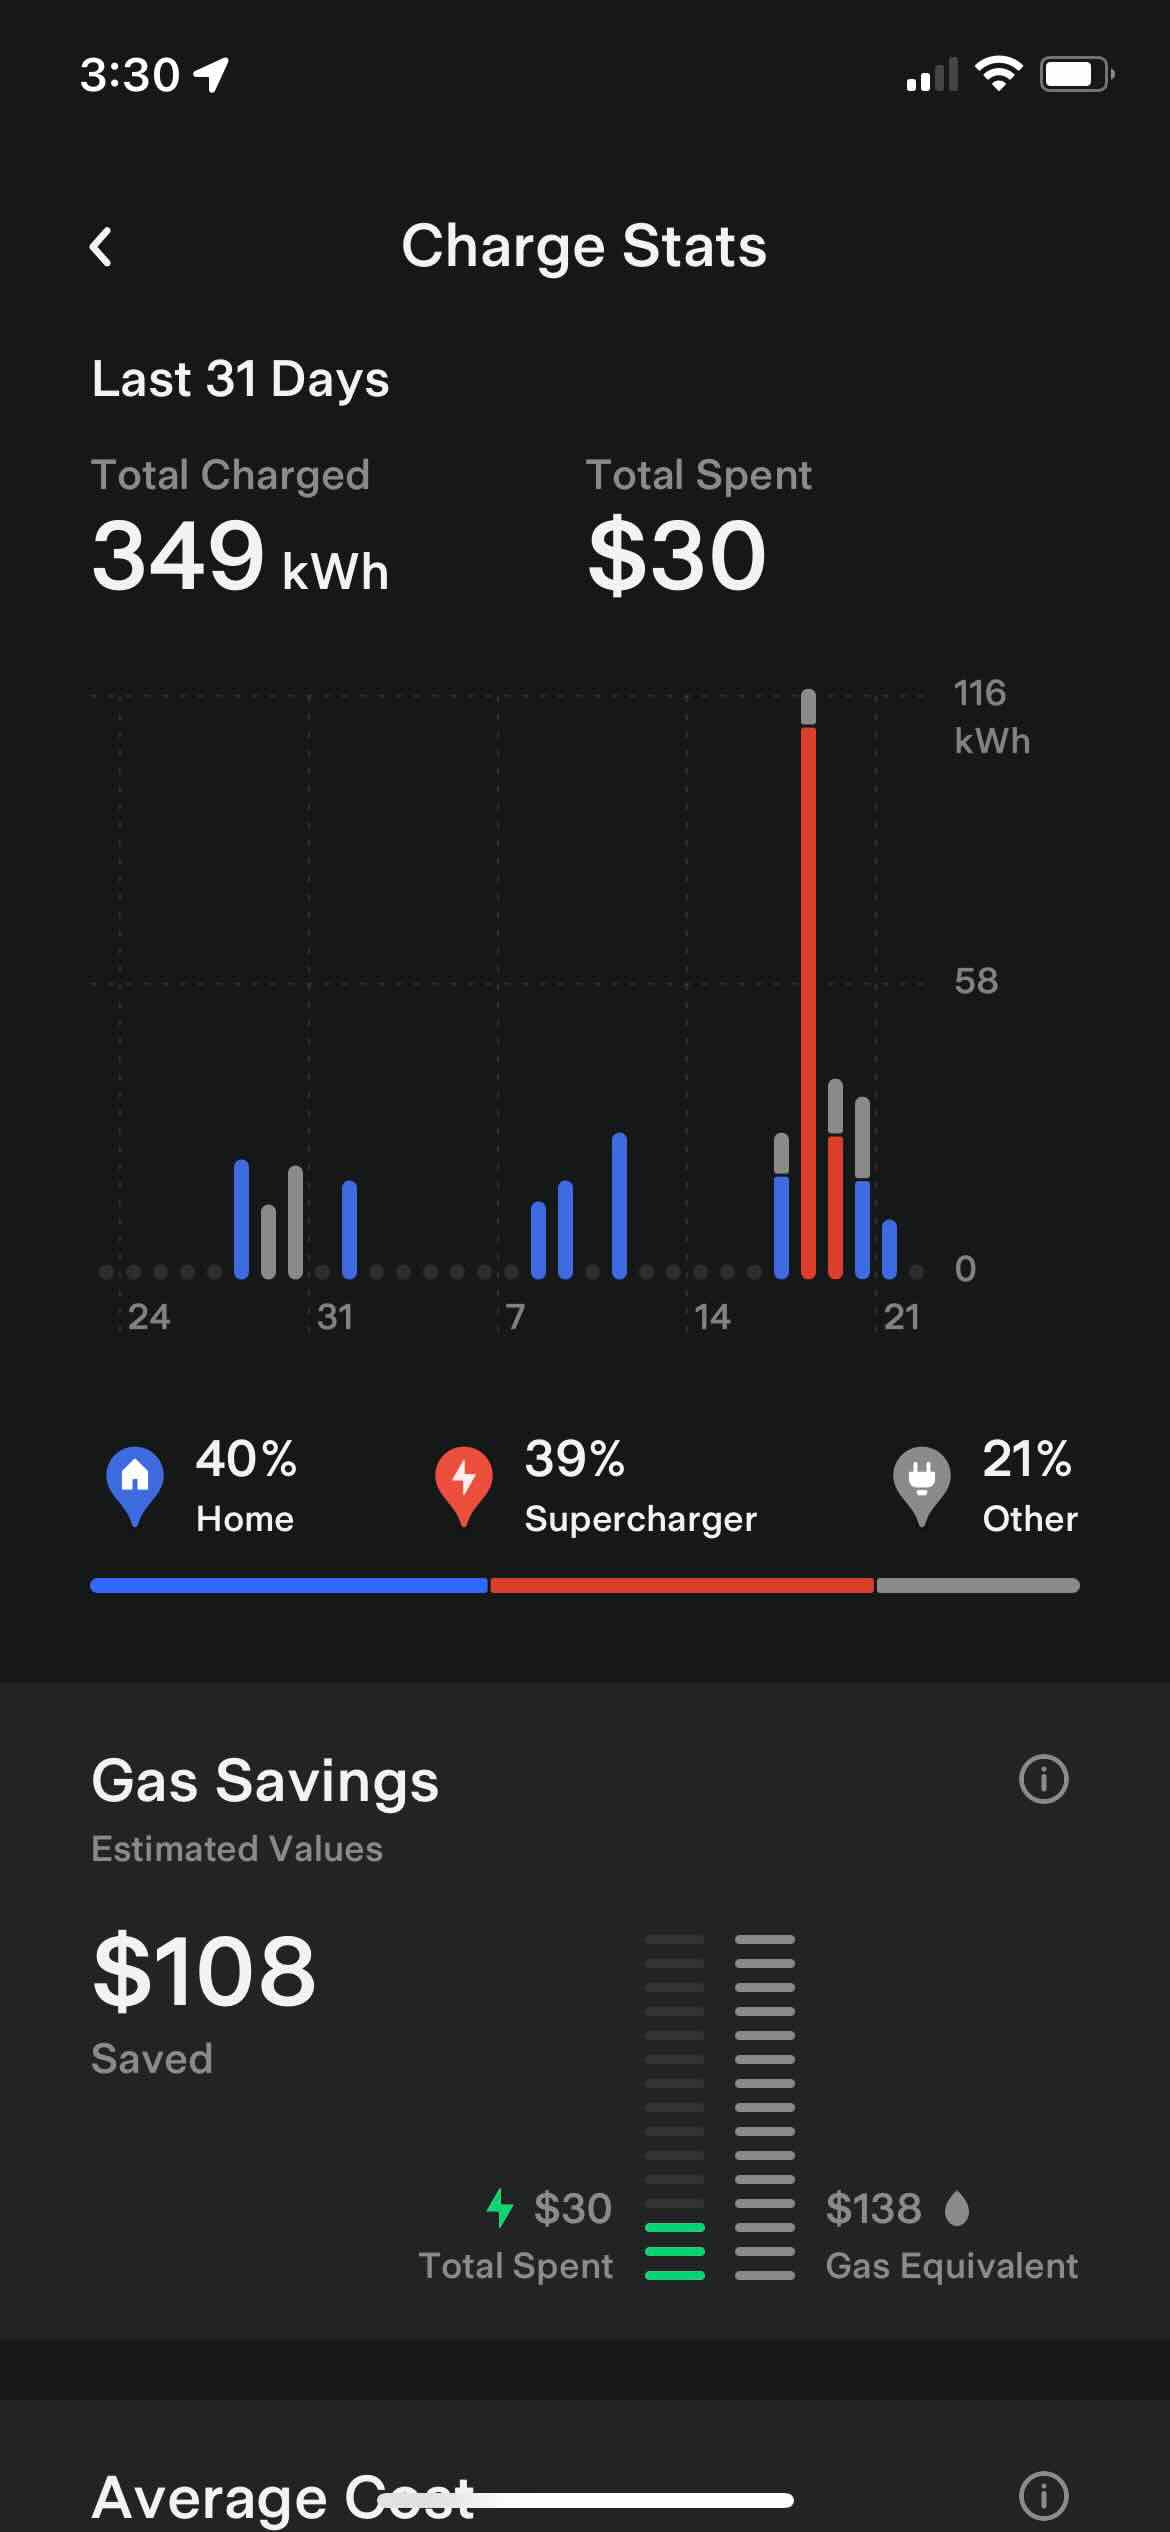 3:30
Charge Stats
Last 31 Days
Total Charged Total Spent
349 kWh $30
116
kWh
58
0
24 31 7 14 21
40% 39% 21%
Home Supercharger Other
Gas Savings
Estimated Values
$108
Saved
$30 $138
Total Spent Gas Equivalent
Average Cost